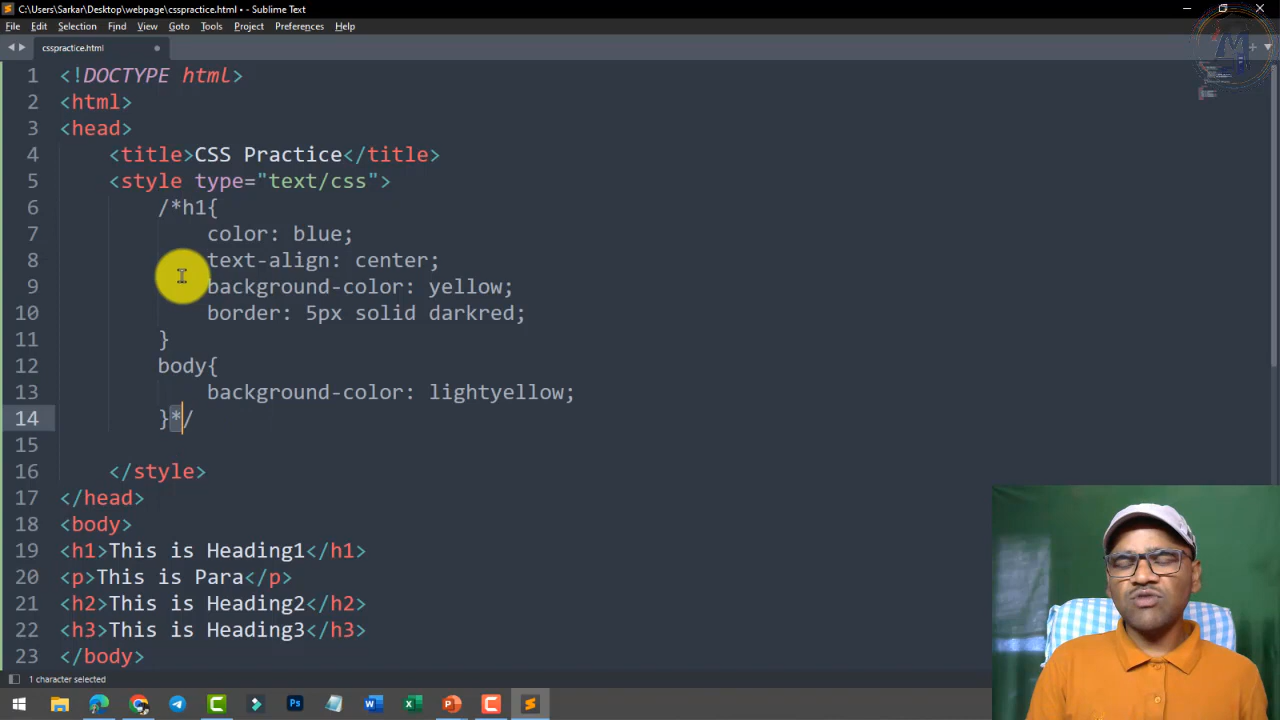 C:\Users\Sarkar\Desktop\webpage\csspractice.html • - Sublime Text
File Edit Selection Find View Goto Tools Project Preferences Help
csspractice.html
1 <!DOCTYPE html>
2 <html>
3 <head>
4 <title>CSS Practice</title>
5 <style type="text/css">
6 /*h1{
7 color: blue;
8 text-align: center;
9 background-color: yellow;
10 border: 5px solid darkred;
11 }
12 body{
13 background-color: lightyellow;
14 }*/
15
16 </style>
17 </head>
18 <body>
19 <h1>This is Heading1</h1>
20 <p>This is Para</p>
21 <h2>This is Heading2</h2>
22 <h3>This is Heading3</h3>
23 </body>
1 character selected